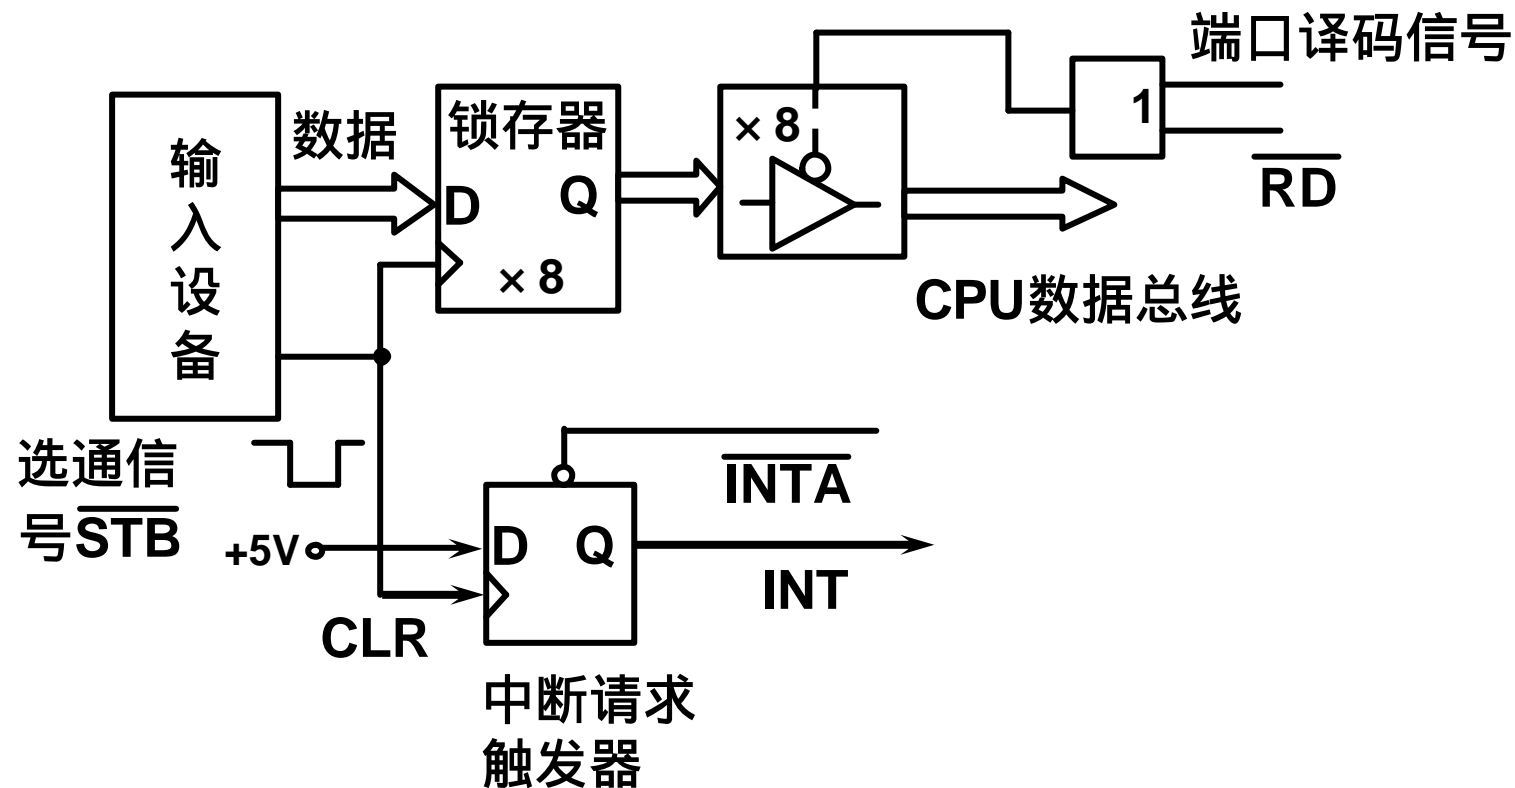 端口译码信号
1
RD
输
入
设
备
数据
锁存器
D
Q
× 8
× 8
CPU数据总线
选通信
号STB
+5V
CLR
INTA
D
Q
INT
中断请求
触发器